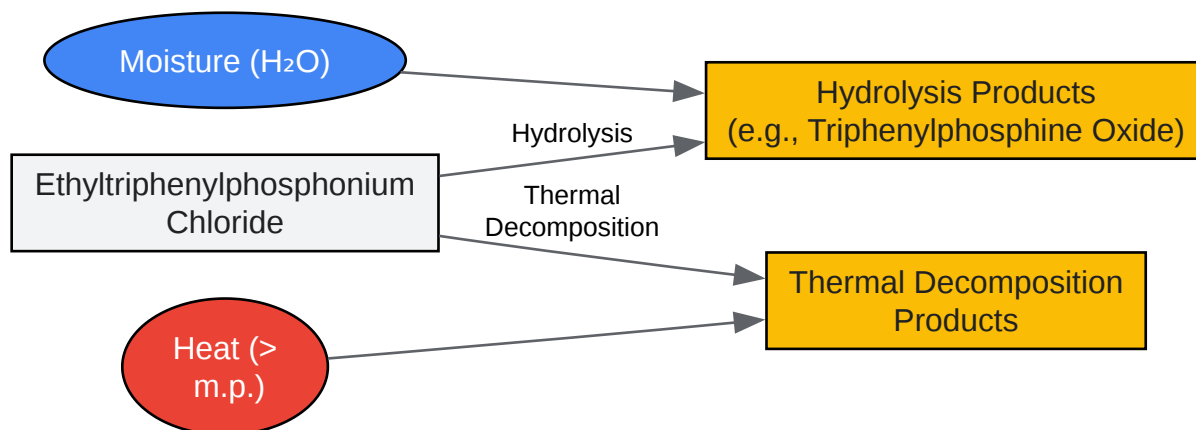 Moisture (H₂O)
Hydrolysis Products
(e.g., Triphenylphosphine Oxide)
Hydrolysis
Ethyltriphenylphosphonium
Chloride
Thermal
Decomposition
Thermal Decomposition
Products
Heat (>
m.p.)